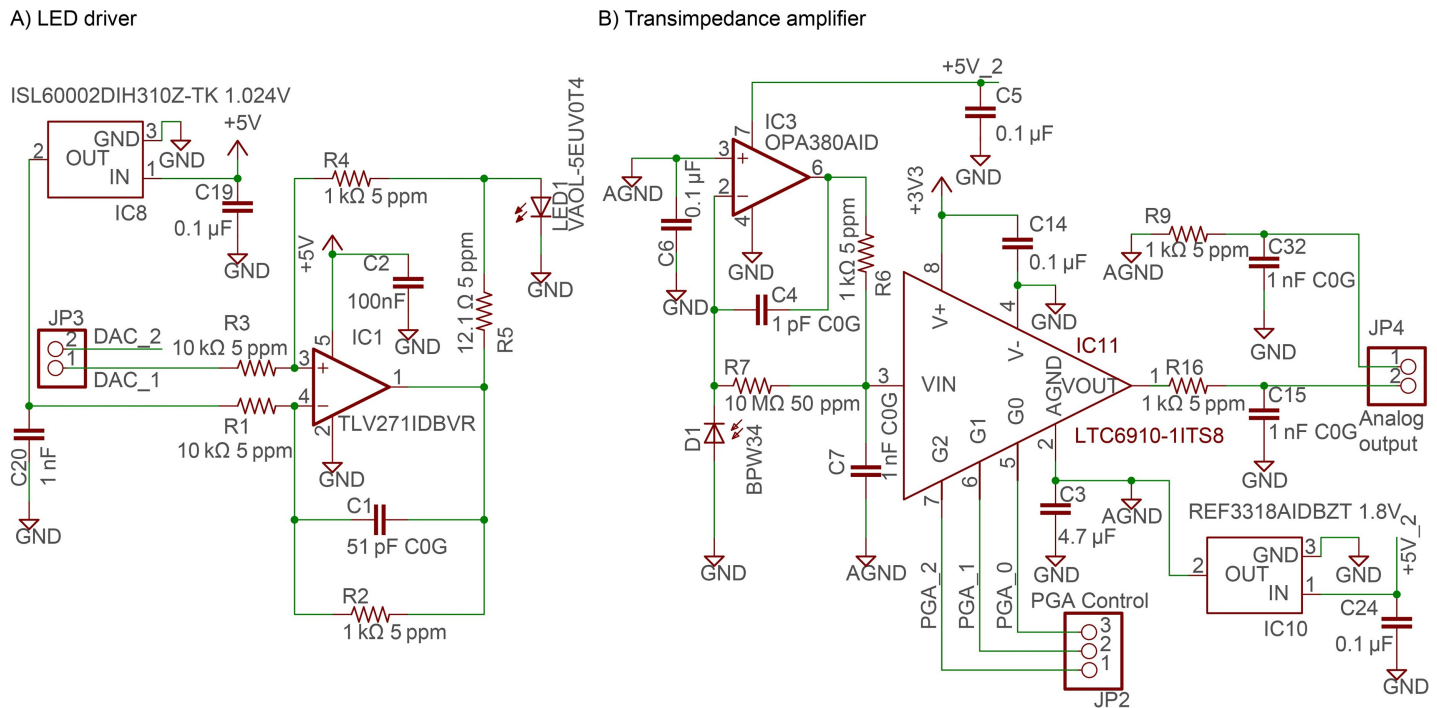 A) LED driver
ISL60002DIH310Z-TK 1.024V
+5V
GND
3
OUT
2
IN
1
GND
IC8
C19
0.1 µF
GND
R4
1 kΩ 5 ppm
LED1
VAOL-5EUV0T4
GND
+5V
C2
100nF
GND
12.1 Ω 5 ppm
R5
JP3
2
1
DAC_2
DAC_1
R3
10 kΩ 5 ppm
IC1
5
3
+
4
−
1
2
TLV271IDBVR
GND
R1
10 kΩ 5 ppm
C20
1 nF
GND
C1
51 pF C0G
R2
1 kΩ 5 ppm
B) Transimpedance amplifier
+5V_2
C5
0.1 µF
GND
IC3
OPA380AID
7
3
+
2
−
6
4
GND
AGND
C6
0.1 µF
GND
C4
1 pF C0G
1 kΩ 5 ppm
R6
R7
10 MΩ 50 ppm
D1
BPW34
GND
C7
1 nF C0G
AGND
+3V3
C14
0.1 µF
GND
8
V+
4
V-
IC11
3
VIN
VOUT
1
AGND
2
G0
5
G1
6
G2
7
LTC6910-1ITS8
R9
1 kΩ 5 ppm
AGND
C32
1 nF C0G
GND
JP4
1
2
Analog
output
R16
1 kΩ 5 ppm
C15
1 nF C0G
GND
C3
4.7 µF
GND
AGND
REF3318AIDBZT 1.8V
GND
3
OUT
2
IN
1
GND
IC10
+5V_2
C24
0.1 µF
GND
PGA_2
PGA_1
PGA_0
PGA Control
3
2
1
JP2